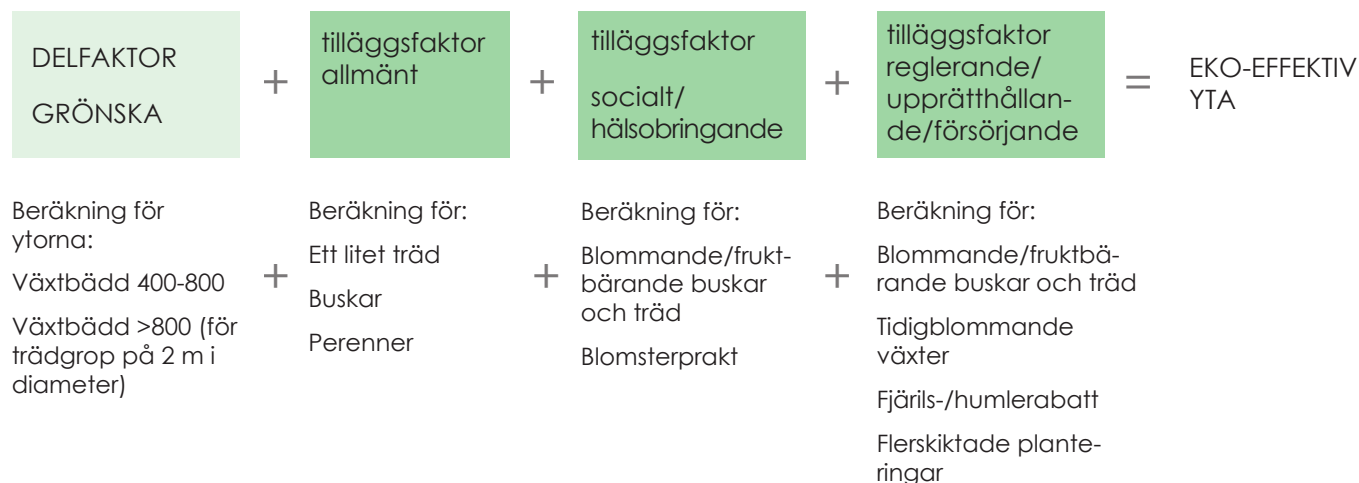 DELFAKTOR
GRÖNSKA
+
tilläggsfaktor
allmänt
+
tilläggsfaktor
socialt/
hälsobringande
+
tilläggsfaktor
reglerande/
upprätthållan-
de/försörjande
=
EKO-EFFEKTIV
YTA
Beräkning för
ytorna:
Växtbädd 400-800
Växtbädd >800 (för
trädgrop på 2 m i
diameter)
+
Beräkning för:
Ett litet träd
Buskar
Perenner
+
Beräkning för:
Blommande/frukt-
bärande buskar
och träd
Blomsterprakt
+
Beräkning för:
Blommande/fruktbä-
rande buskar och träd
Tidigblommande
växter
Fjärils-/humlerabatt
Flerskiktade plante-
ringar